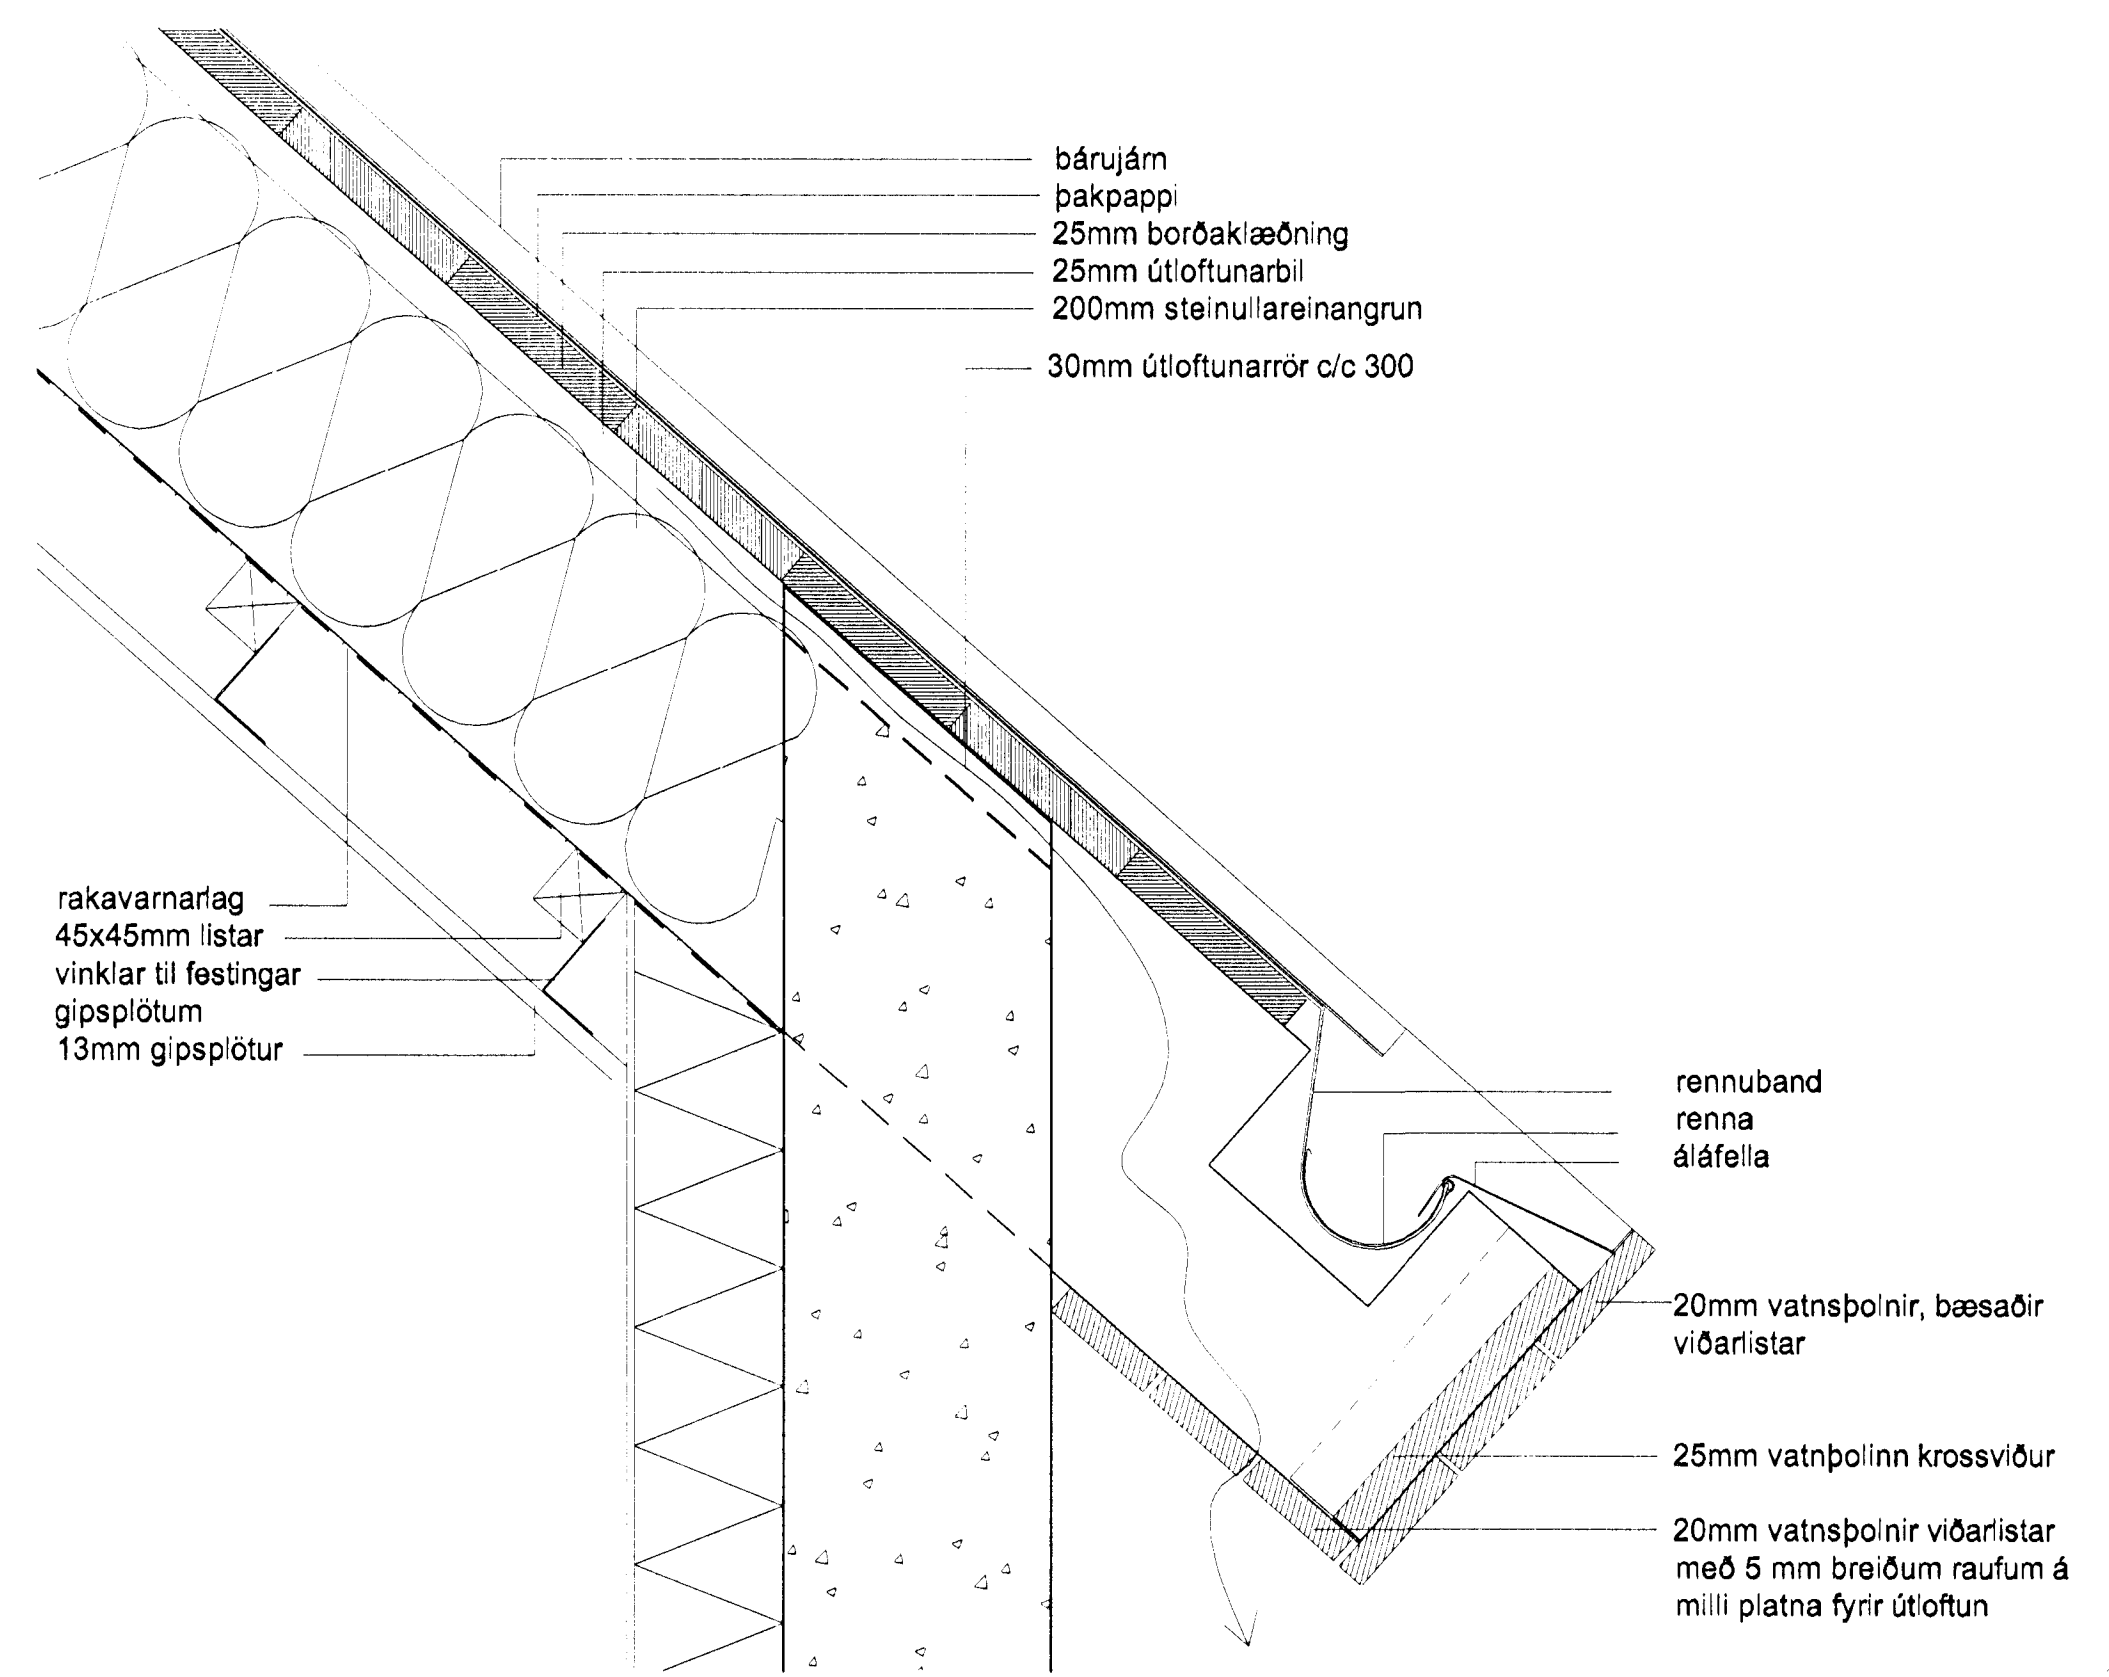 bárujárn
þakpappi
25mm borðaklæðning
25mm útloftunarbil
200mm steinullareinangrun
30mm útloftunarrör c/c 300
rakavarnarlag
45x45mm listar
vinklar til festingar
gipsplötum
13mm gipsplötur
rennuband
renna
áláfella
20mm vatnsþolnir, bæsaðir
viðarlistar
25mm vatnþolinn krossviður
20mm vatnsþolnir viðarlistar
með 5 mm breiðum raufum á
milli platna fyrir útloftun